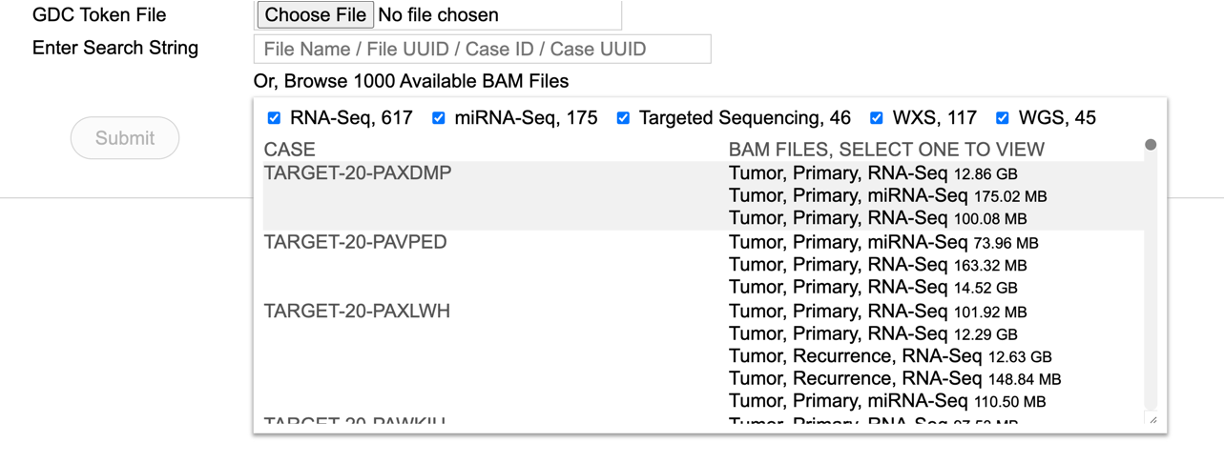 GDC Token File Choose File No file chosen
Enter Search String File Name / File UUID / Case ID / Case UUID
Or, Browse 1000 Available BAM Files
Submit
RNA-Seq, 617 miRNA-Seq, 175 Targeted Sequencing, 46 WXS, 117 WGS, 45
CASE BAM FILES, SELECT ONE TO VIEW
TARGET-20-PAXDMP Tumor, Primary, RNA-Seq 12.86 GB
Tumor, Primary, miRNA-Seq 175.02 MB
Tumor, Primary, RNA-Seq 100.08 MB
TARGET-20-PAVPED Tumor, Primary, miRNA-Seq 73.96 MB
Tumor, Primary, RNA-Seq 163.32 MB
Tumor, Primary, RNA-Seq 14.52 GB
TARGET-20-PAXLWH Tumor, Primary, RNA-Seq 101.92 MB
Tumor, Primary, RNA-Seq 12.29 GB
Tumor, Recurrence, RNA-Seq 12.63 GB
Tumor, Recurrence, RNA-Seq 148.84 MB
Tumor, Primary, miRNA-Seq 110.50 MB
Tumor, Primary, RNA-Seq